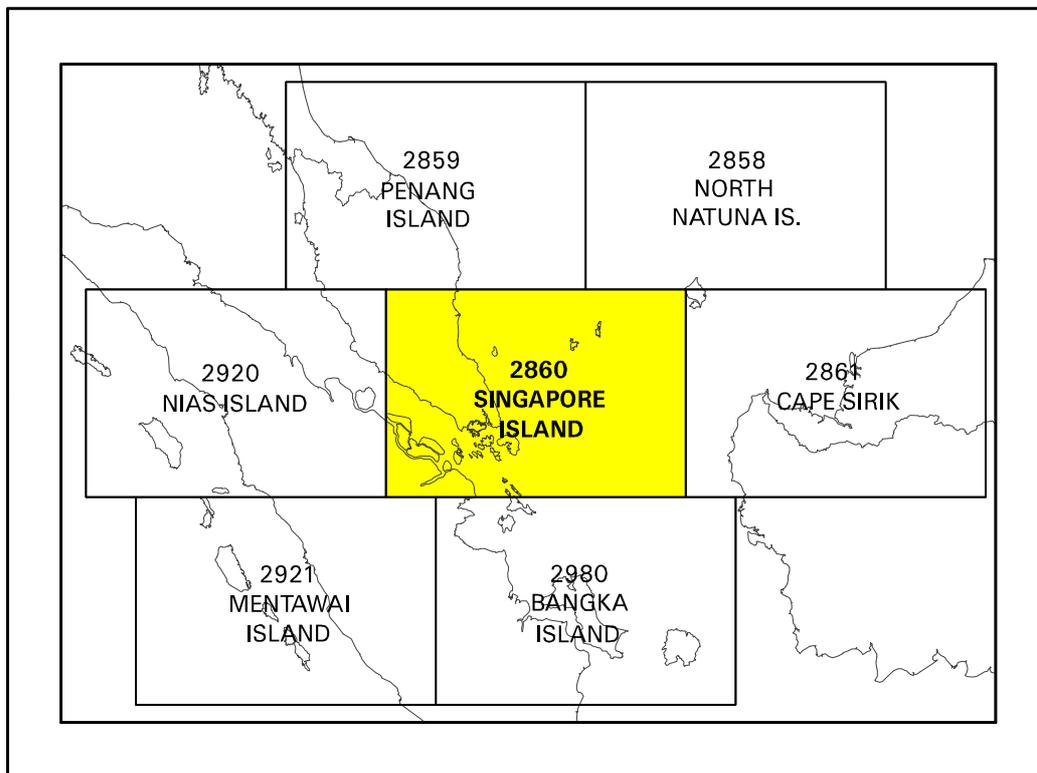 2859
PENANG
ISLAND
2858
NORTH
NATUNA IS.
2920
NIAS ISLAND
2860
SINGAPORE
ISLAND
2861
CAPE SIRIK
2921
MENTAWAI
ISLAND
2980
BANGKA
ISLAND